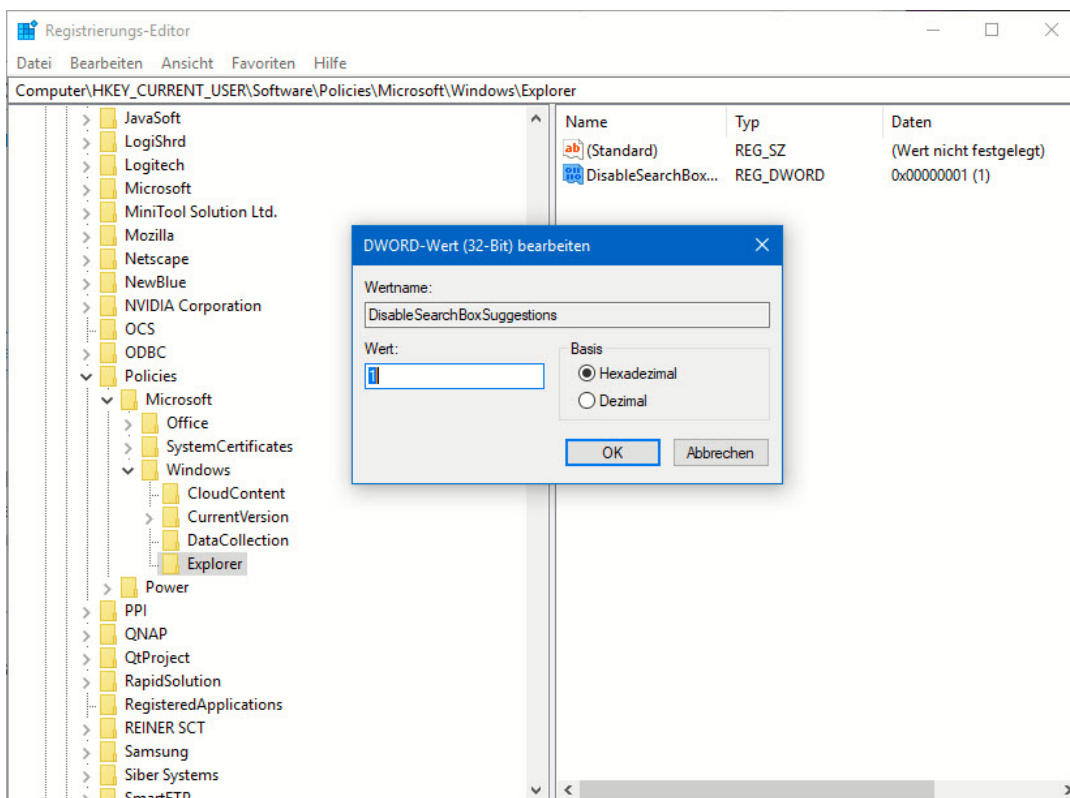 Registrierungs-Editor
Datei Bearbeiten Ansicht Favoriten Hilfe
Computer\HKEY_CURRENT_USER\Software\Policies\Microsoft\Windows\Explorer
JavaSoft
LogiShrd
Logitech
Microsoft
MiniTool Solution Ltd.
Mozilla
Netscape
NewBlue
NVIDIA Corporation
OCS
ODBC
Policies
Microsoft
Office
SystemCertificates
Windows
CloudContent
CurrentVersion
DataCollection
Explorer
Power
PPI
QNAP
QtProject
RapidSolution
RegisteredApplications
REINER SCT
Samsung
Siber Systems
SmartFTP
Name Typ Daten
(Standard) REG_SZ (Wert nicht festgelegt)
DisableSearchBox... REG_DWORD 0x00000001 (1)
DWORD-Wert (32-Bit) bearbeiten
Wertname:
DisableSearchBoxSuggestions
Wert:
1
Basis
Hexadezimal
Dezimal
OK Abbrechen